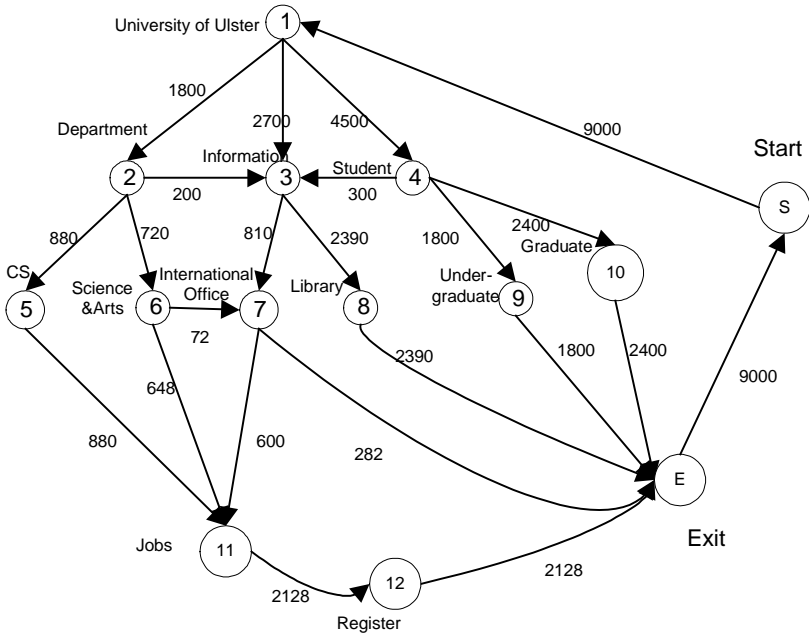 University of Ulster
1
1800
2700
4500
9000
Start
Department
Information
Student
S
2
200
3
300
4
880
720
810
2390
1800
2400
Graduate
CS
Science
&Arts
International
Office
Library
Under-
graduate
10
5
6
7
8
9
72
2390
1800
2400
9000
648
880
600
282
E
Exit
Jobs
11
12
2128
2128
Register